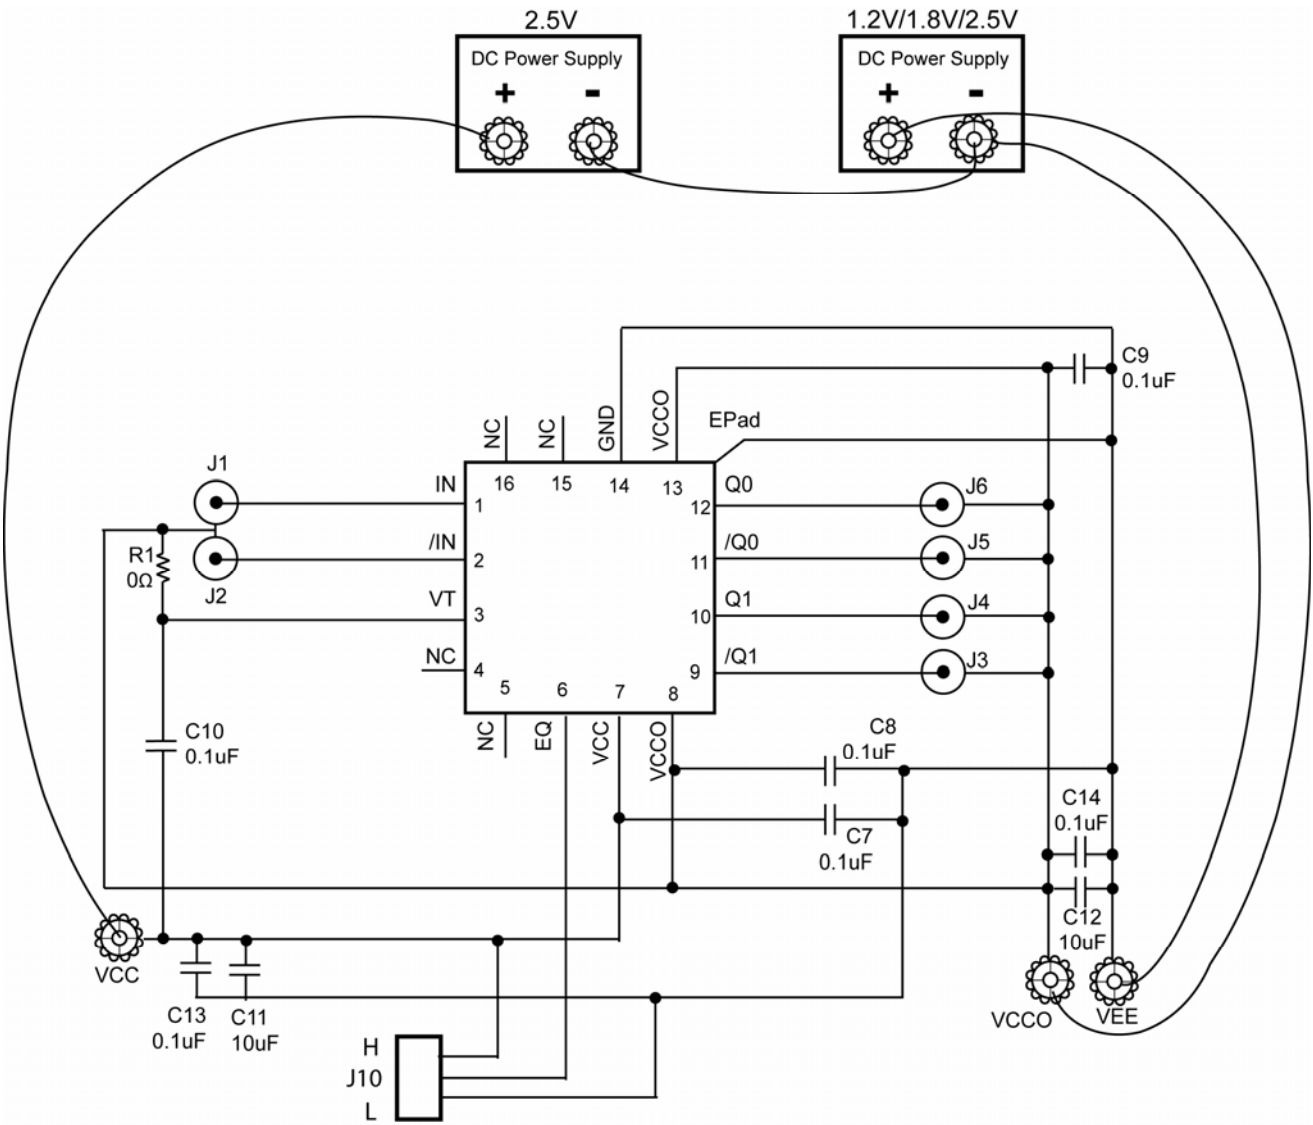 2.5V
1.2V/1.8V/2.5V
DC Power Supply
DC Power Supply
+ -
+ -
C9
0.1uF
NC
NC
GND
VCCO
EPad
J1
IN
16
15
14
13
Q0
J6
1
12
R1
0Ω
/IN
/Q0
J5
2
11
J2
VT
Q1
J4
3
10
NC
/Q1
J3
4
9
5
6
7
8
NC
EQ
VCC
VCCO
C10
0.1uF
C8
0.1uF
C7
0.1uF
C14
0.1uF
C12
10uF
VCC
VCCO
VEE
C13
0.1uF
C11
10uF
H
J10
L